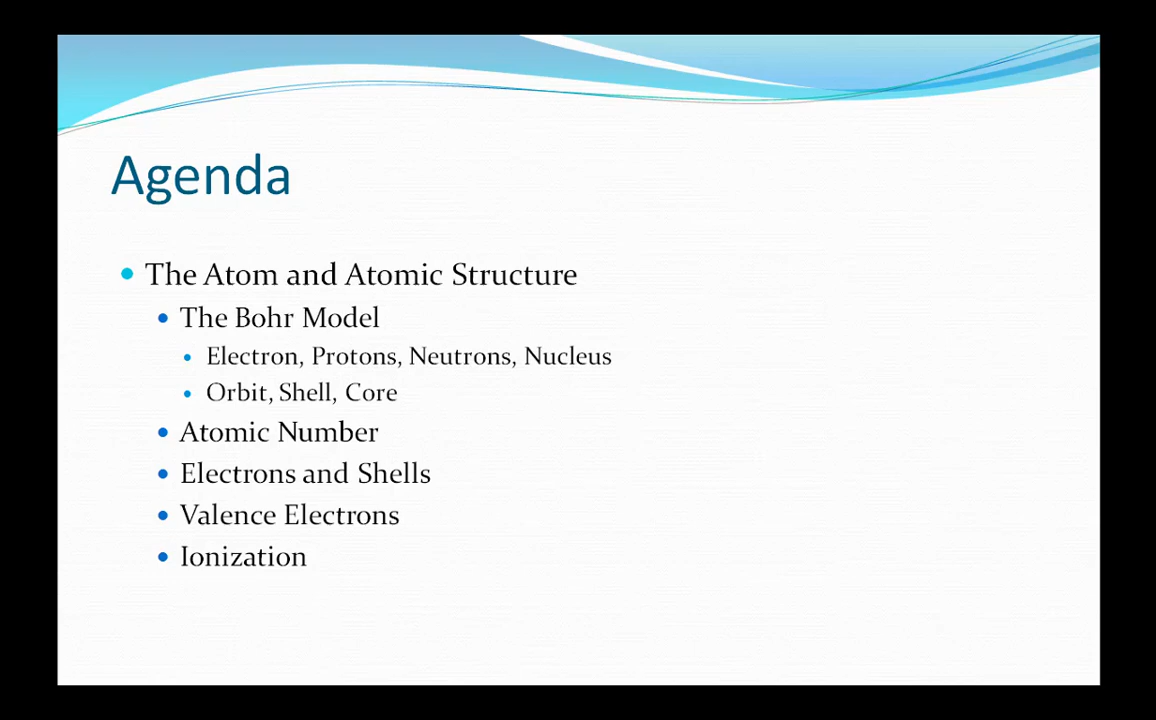 Agenda
The Atom and Atomic Structure
The Bohr Model
Electron, Protons, Neutrons, Nucleus
Orbit, Shell, Core
Atomic Number
Electrons and Shells
Valence Electrons
Ionization